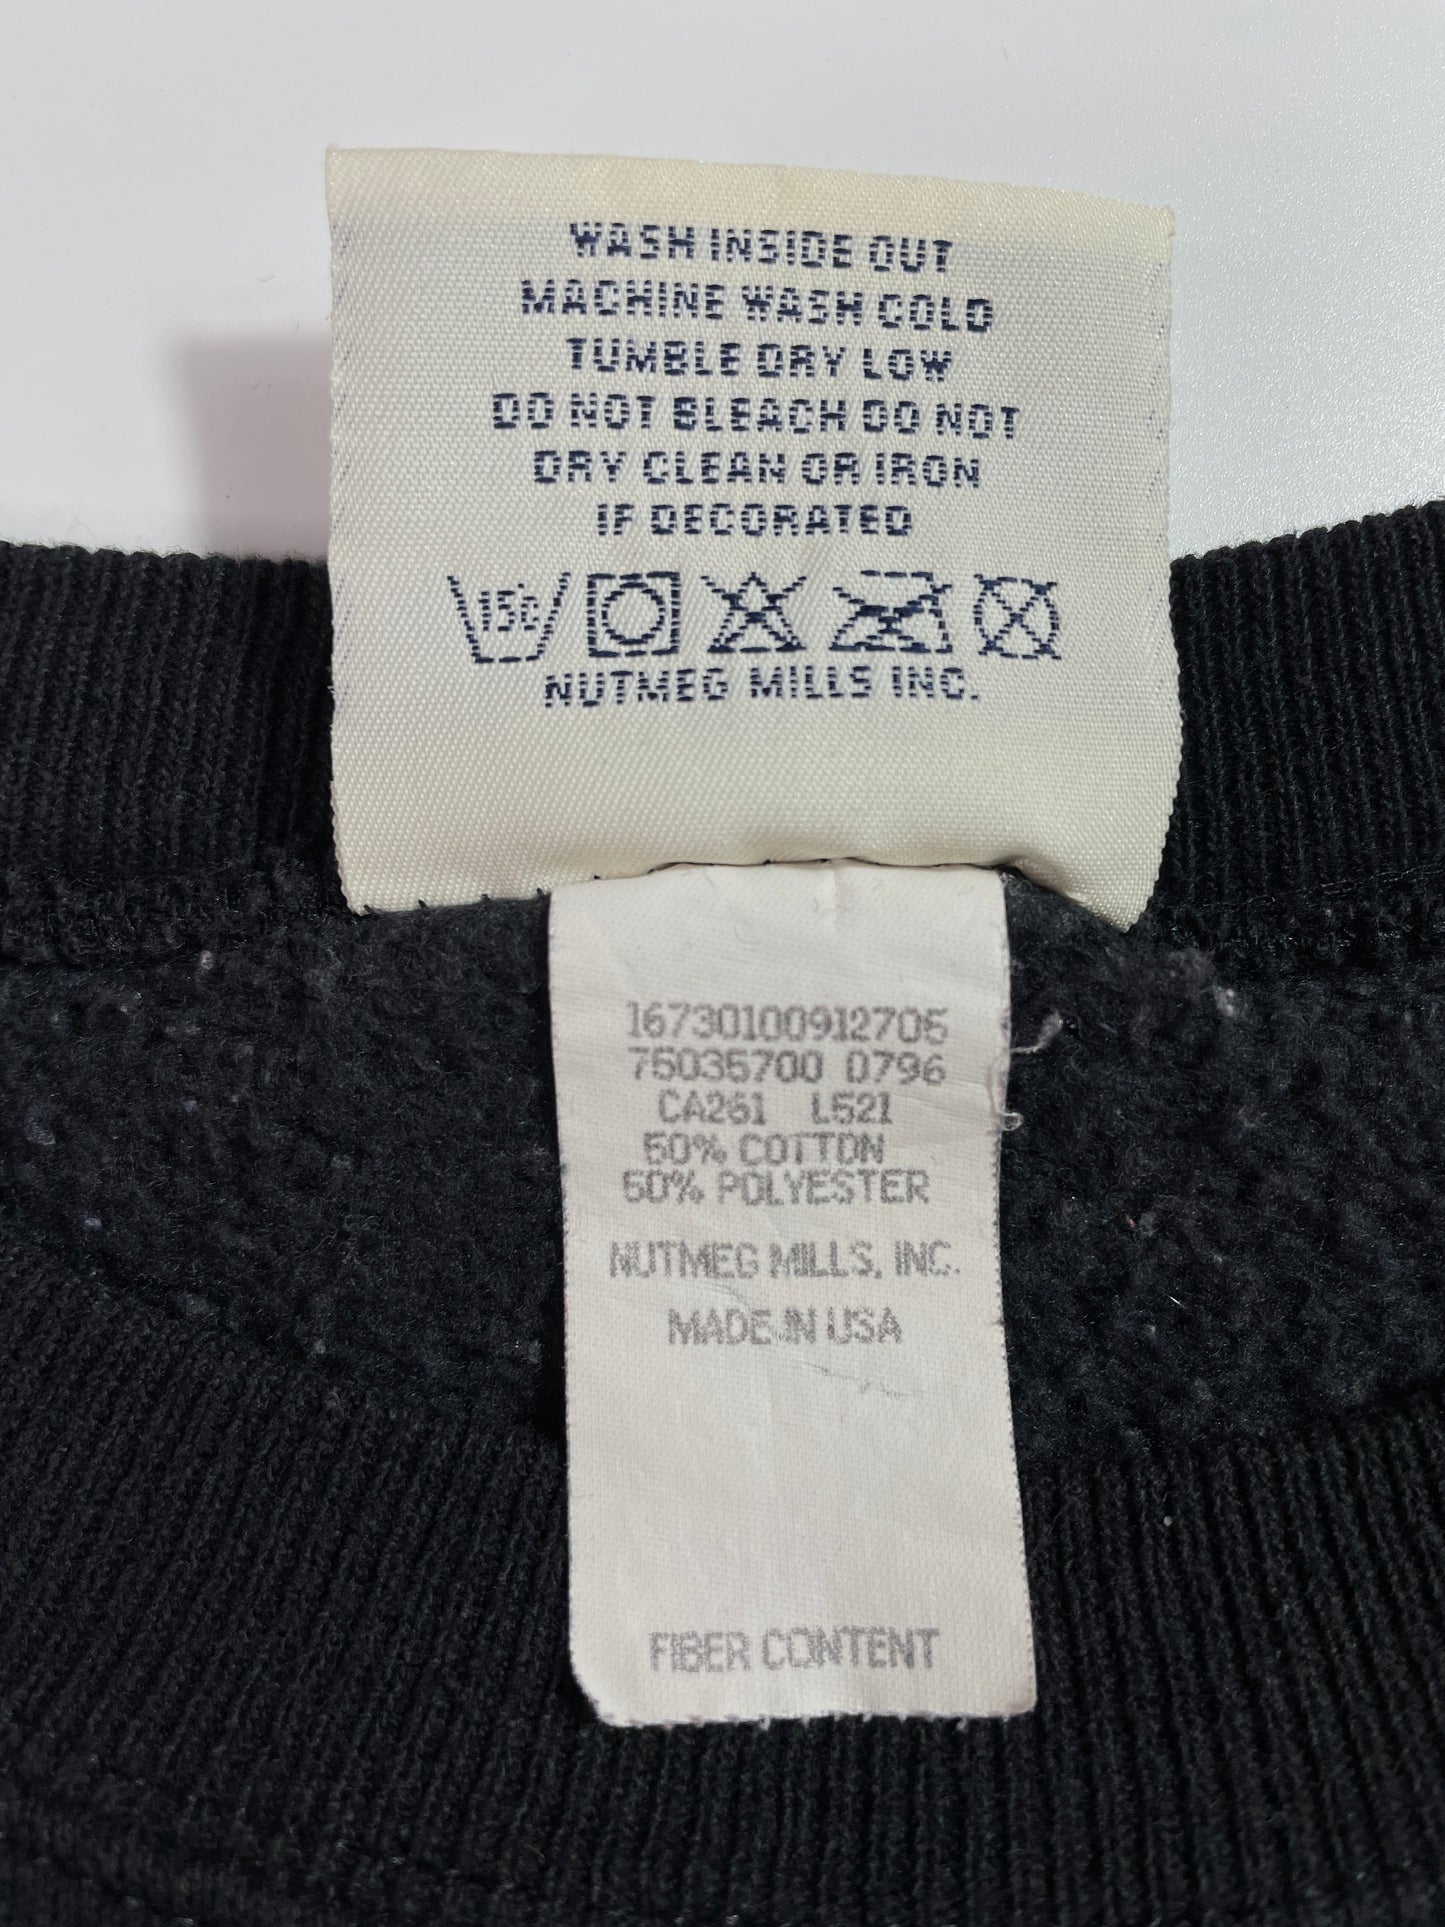 WASH INSIDE OUT
MACHINE WASH COLD
TUMBLE DRY LOW
DO NOT BLEACH DO NOT
DRY CLEAN OR IRON
IF DECORATED
15°C
NUTMEG MILLS INC.
16730100912705
75035700 0796
CA261 L521
50% COTTON
50% POLYESTER
NUTMEG MILLS, INC.
MADE IN USA
FIBER CONTENT